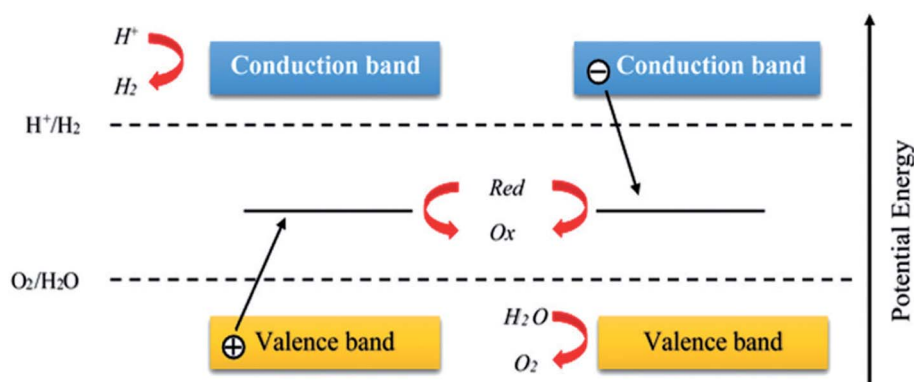 H⁺
H₂
Conduction band
Conduction band
H⁺/H₂
Red
Ox
O₂/H₂O
Valence band
H₂O
O₂
Valence band
Potential Energy